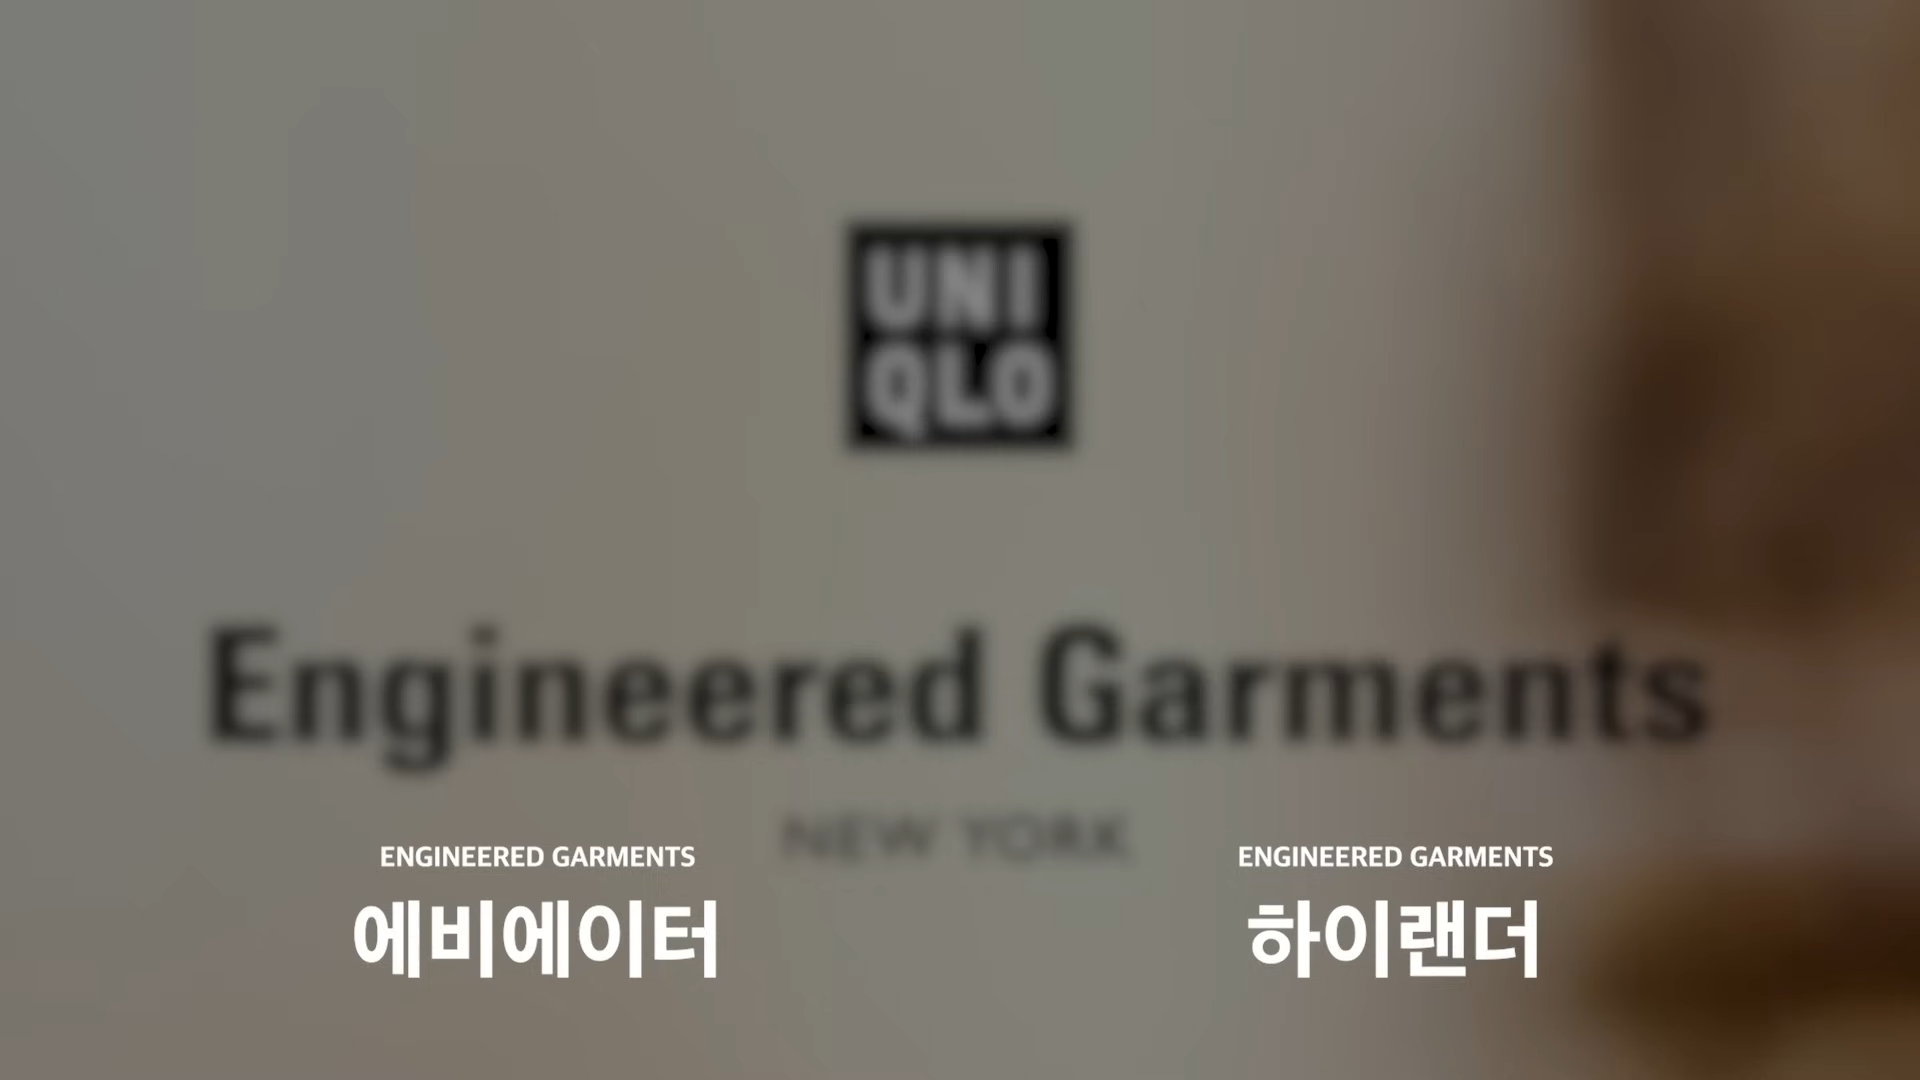 UNI
QLO
Engineered Garments
NEW YORK
ENGINEERED GARMENTS
에비에이터
ENGINEERED GARMENTS
하이랜더